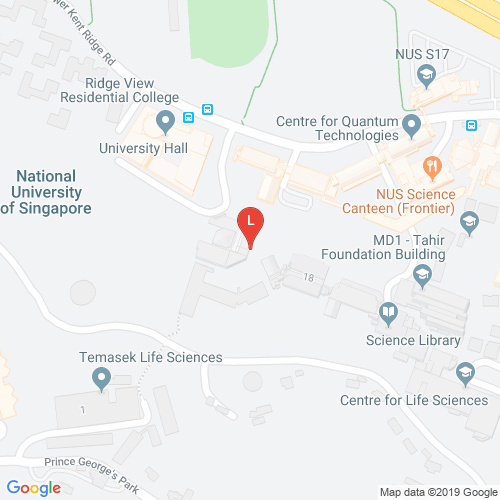 ower Kent Ridge Rd
NUS S17
Ridge View
Residential College
Centre for Quantum
Technologies
University Hall
National
University
of Singapore
NUS Science
Canteen (Frontier)
L
MD1 - Tahir
Foundation Building
18
Science Library
Temasek Life Sciences
Centre for Life Sciences
1
Prince George's Park
Google
Map data ©2019 Google